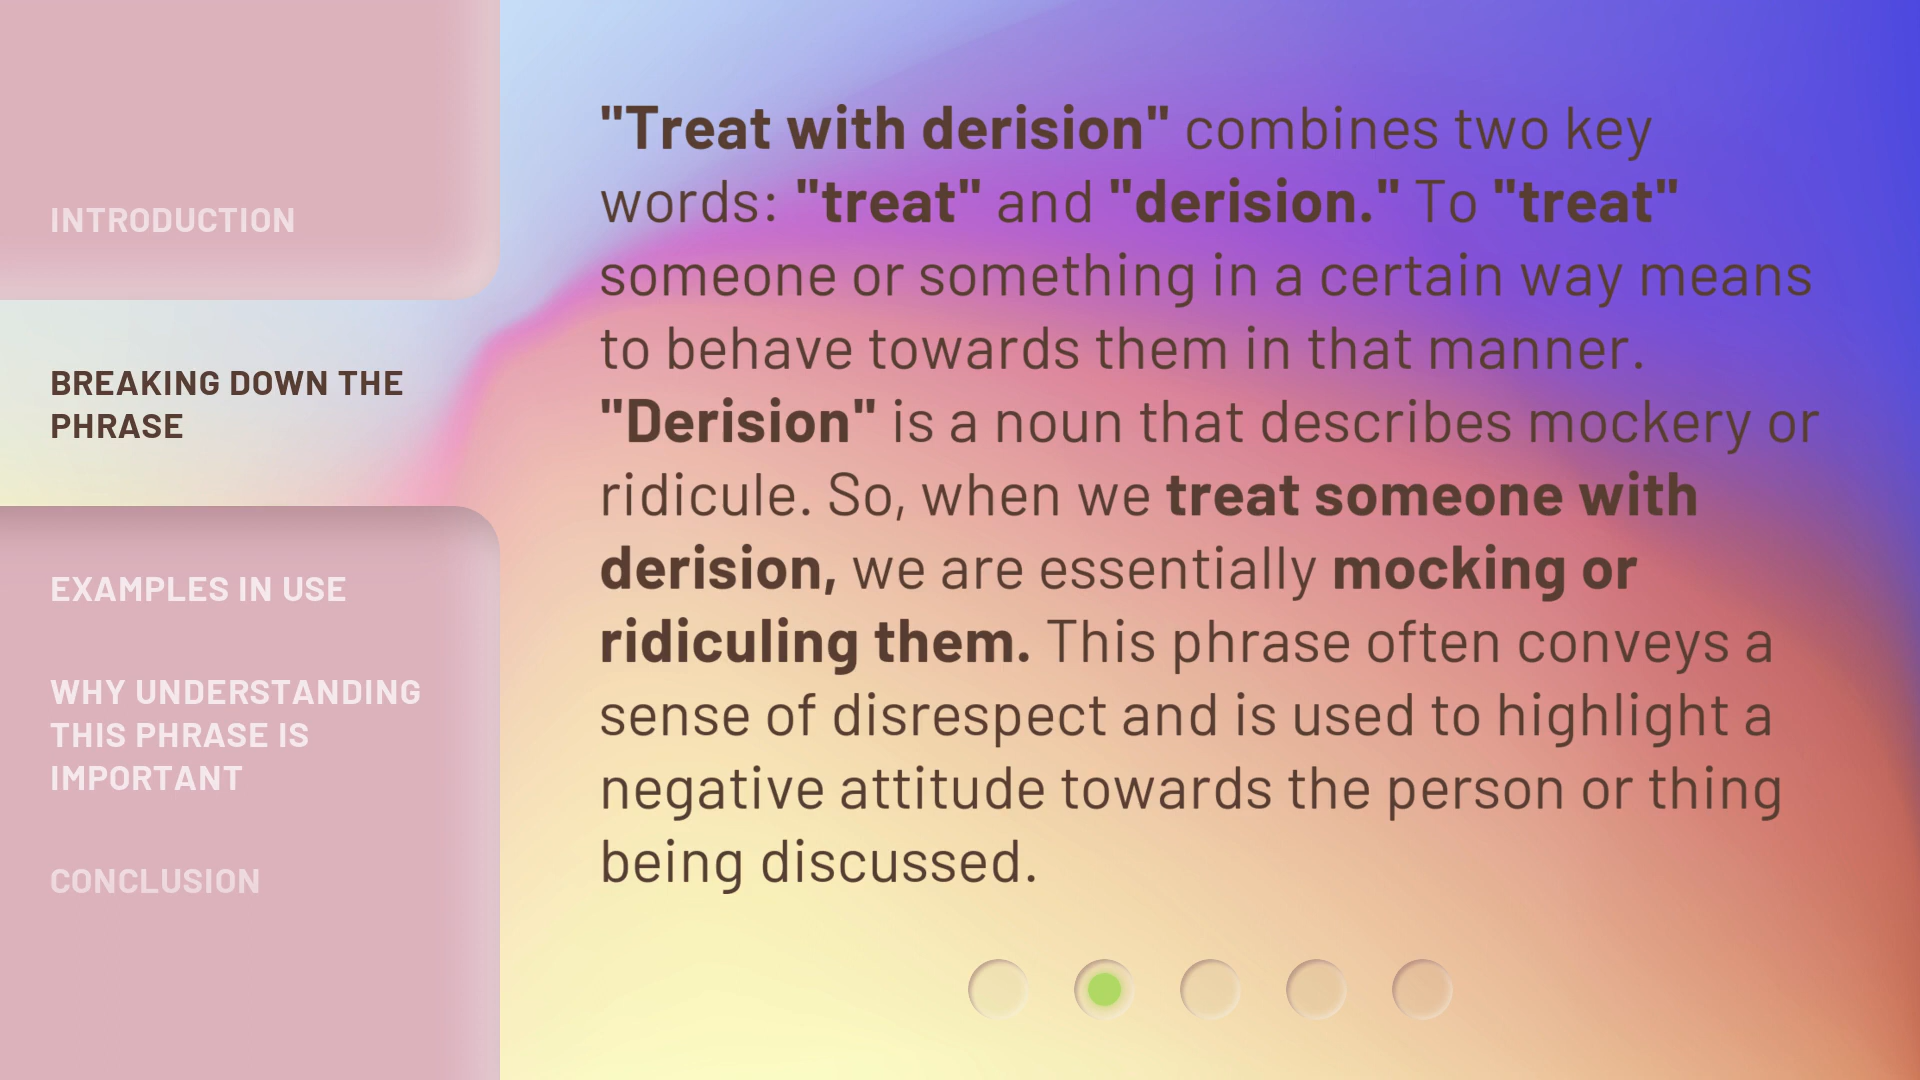 INTRODUCTION
BREAKING DOWN THE
PHRASE
EXAMPLES IN USE
WHY UNDERSTANDING
THIS PHRASE IS
IMPORTANT
CONCLUSION
"Treat with derision" combines two key
words: "treat" and "derision." To "treat"
someone or something in a certain way means
to behave towards them in that manner.
"Derision" is a noun that describes mockery or
ridicule. So, when we treat someone with
derision, we are essentially mocking or
ridiculing them. This phrase often conveys a
sense of disrespect and is used to highlight a
negative attitude towards the person or thing
being discussed.